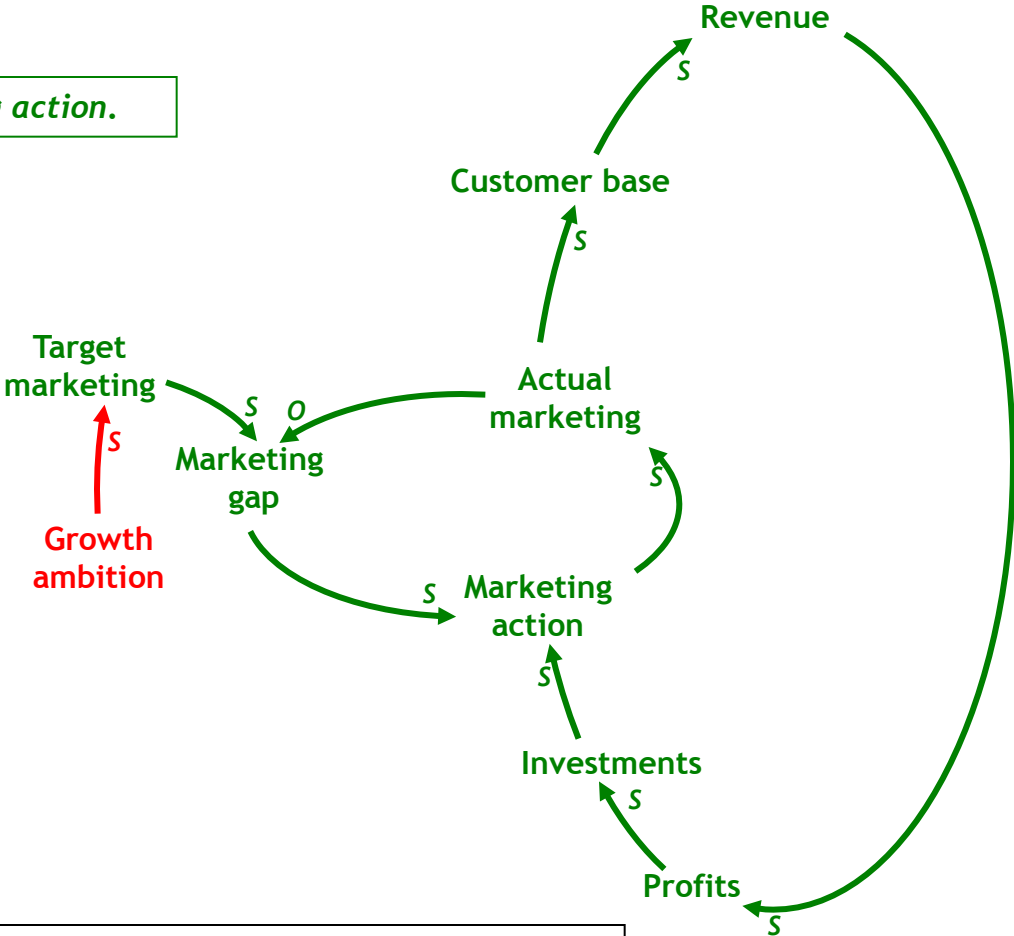 Revenue
S
action.
Customer base
S
Target
marketing
Actual
marketing
S
O
S
Marketing
gap
S
Growth
ambition
S
Marketing
action
S
Investments
S
Profits
S